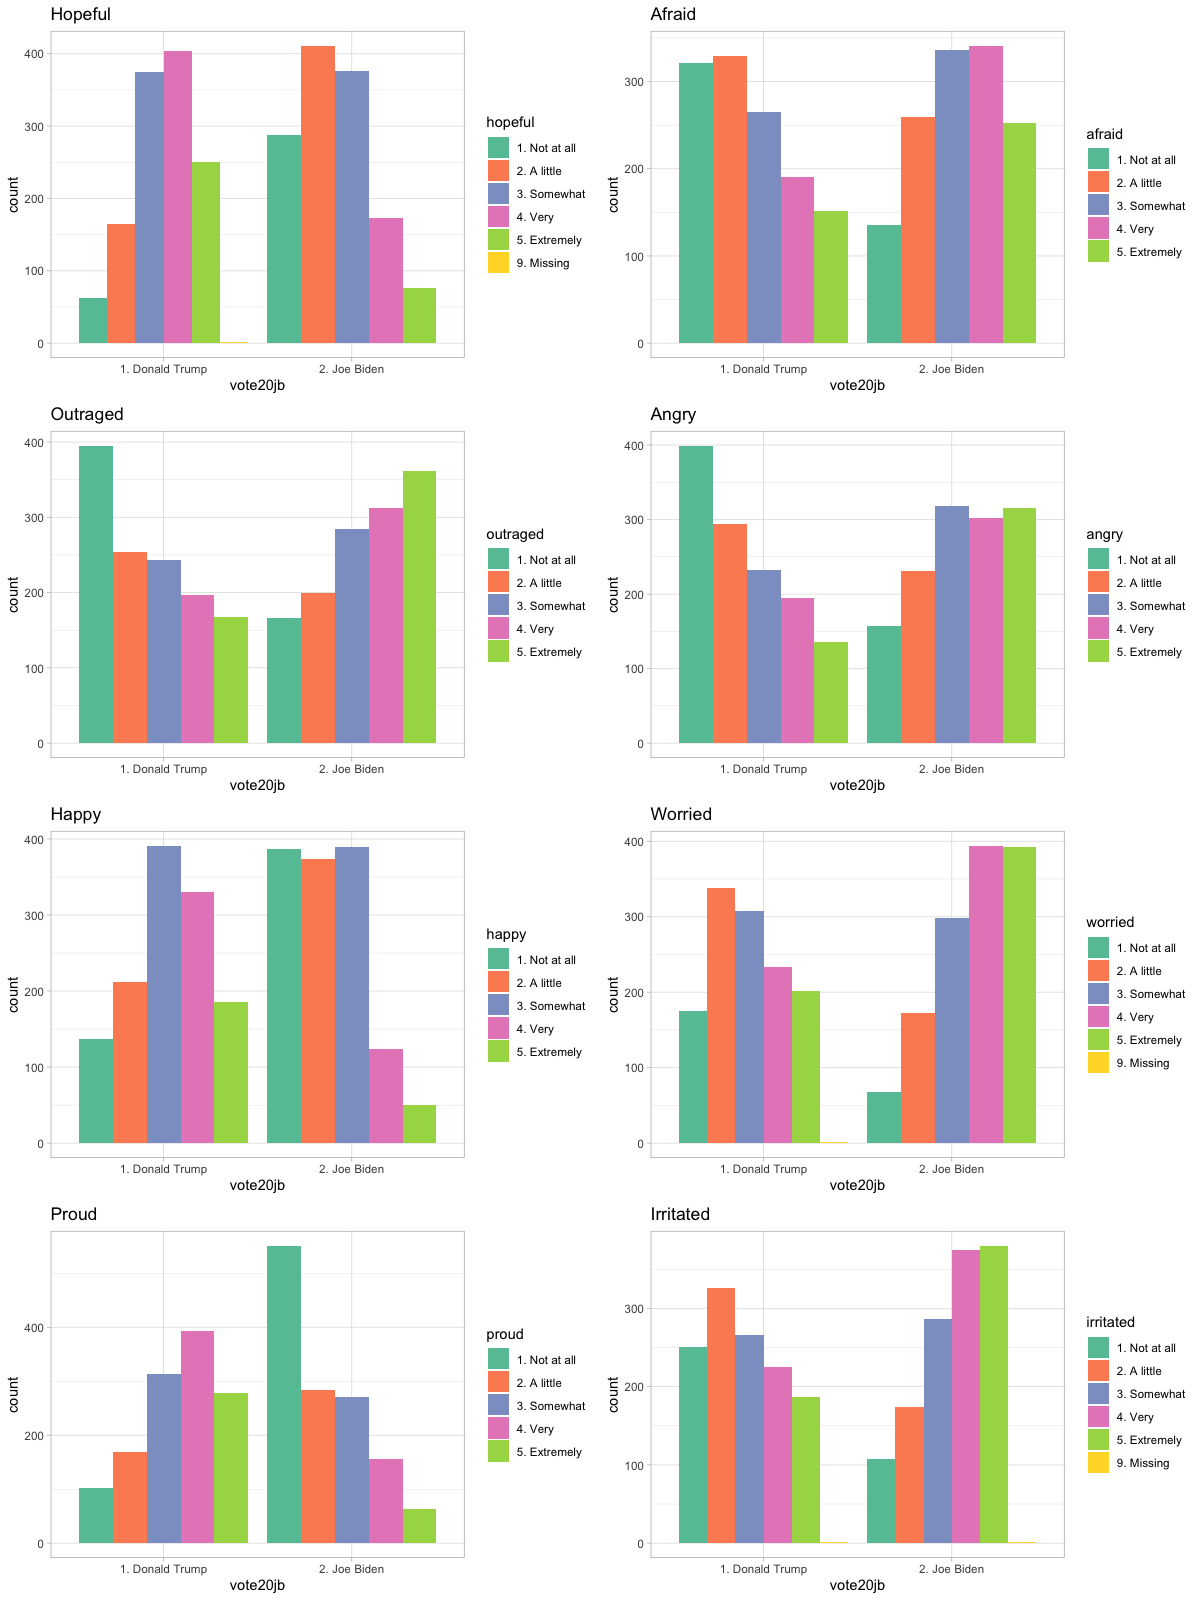 Hopeful
400
300
200
100
0
count
1. Donald Trump
2. Joe Biden
vote20jb
hopeful
1. Not at all
2. A little
3. Somewhat
4. Very
5. Extremely
9. Missing
Afraid
300
200
100
0
count
1. Donald Trump
2. Joe Biden
vote20jb
afraid
1. Not at all
2. A little
3. Somewhat
4. Very
5. Extremely
Outraged
400
300
200
100
0
count
1. Donald Trump
2. Joe Biden
vote20jb
outraged
1. Not at all
2. A little
3. Somewhat
4. Very
5. Extremely
Angry
400
300
200
100
0
count
1. Donald Trump
2. Joe Biden
vote20jb
angry
1. Not at all
2. A little
3. Somewhat
4. Very
5. Extremely
Happy
400
300
200
100
0
count
1. Donald Trump
2. Joe Biden
vote20jb
happy
1. Not at all
2. A little
3. Somewhat
4. Very
5. Extremely
Worried
400
300
200
100
0
count
1. Donald Trump
2. Joe Biden
vote20jb
worried
1. Not at all
2. A little
3. Somewhat
4. Very
5. Extremely
9. Missing
Proud
400
200
0
count
1. Donald Trump
2. Joe Biden
vote20jb
proud
1. Not at all
2. A little
3. Somewhat
4. Very
5. Extremely
Irritated
300
200
100
0
count
1. Donald Trump
2. Joe Biden
vote20jb
irritated
1. Not at all
2. A little
3. Somewhat
4. Very
5. Extremely
9. Missing